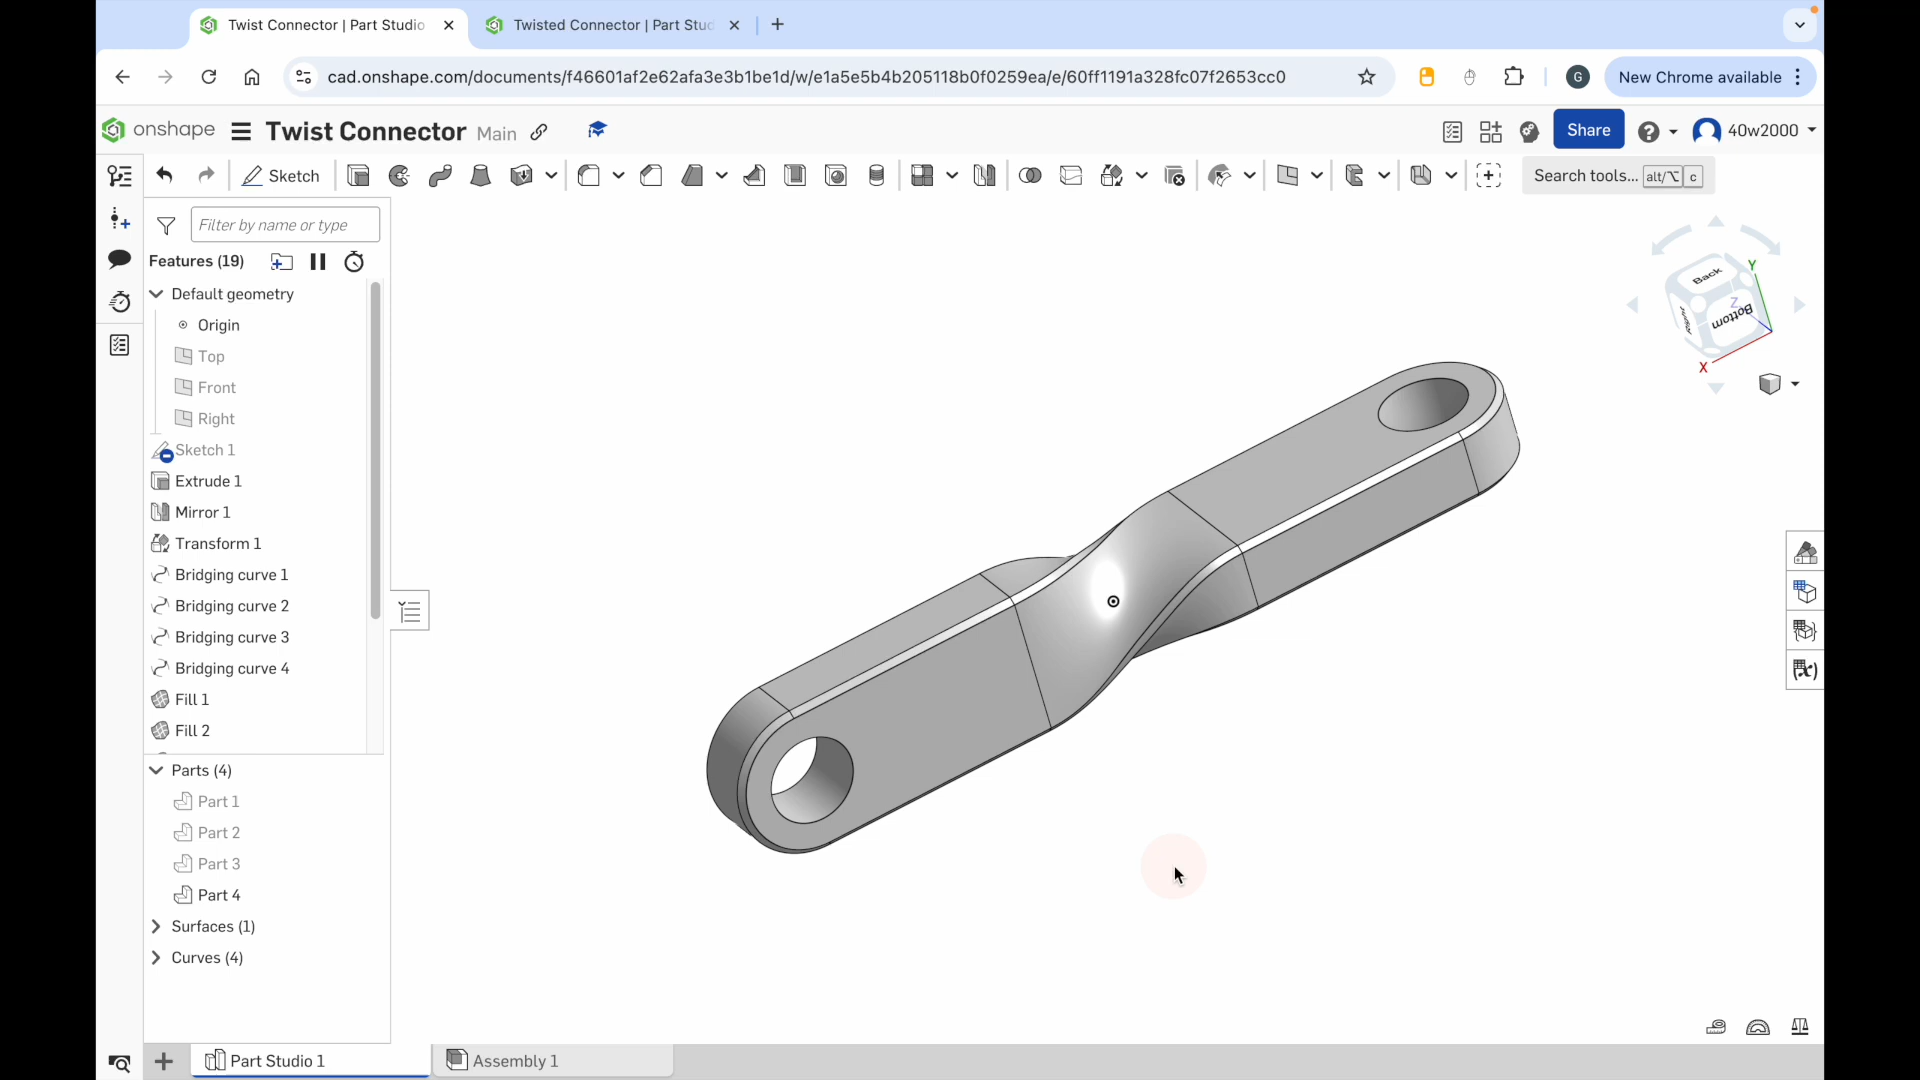 Twist Connector | Part Studio
Twisted Connector | Part Stud
cad.onshape.com/documents/f46601af2e62afa3e3b1be1d/w/e1a5e5b4b205118b0f0259ea/e/60ff1191a328fc07f2653cc0
G
New Chrome available
onshape
Twist Connector Main
Share
40w2000
Sketch
Search tools... alt/⌥ c
Filter by name or type
Features (19)
Default geometry
Origin
Top
Front
Right
Sketch 1
Extrude 1
Mirror 1
Transform 1
Bridging curve 1
Bridging curve 2
Bridging curve 3
Bridging curve 4
Fill 1
Fill 2
Parts (4)
Part 1
Part 2
Part 3
Part 4
Surfaces (1)
Curves (4)
Y
Back
Z
Bottom
Right
X
Part Studio 1
Assembly 1